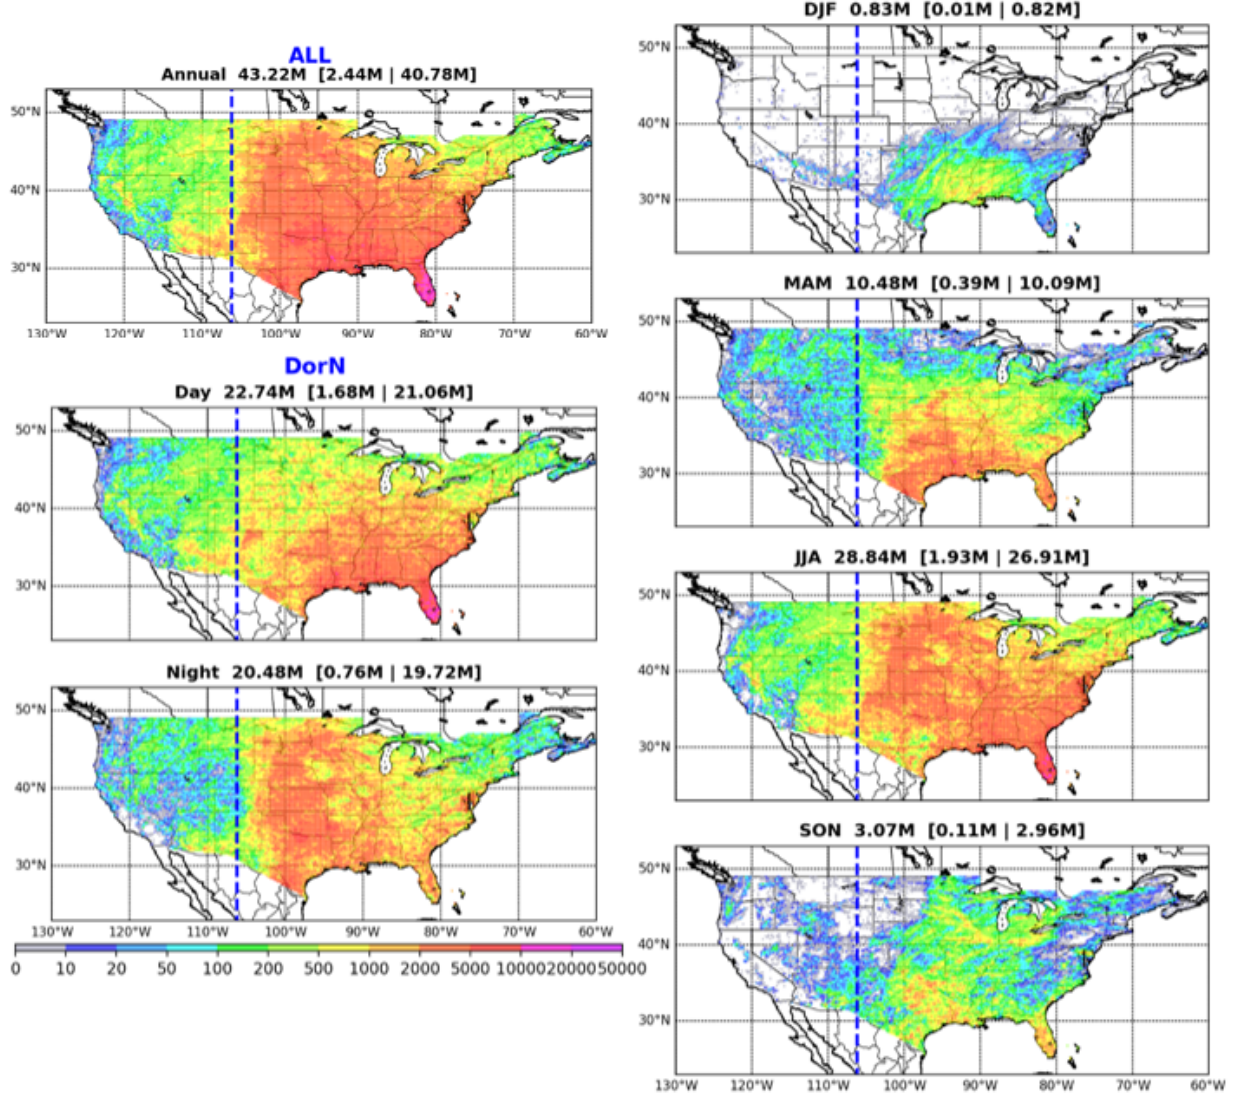 ALL
Annual 43.22M [2.44M | 40.78M]
50°N
40°N
30°N
130°W 120°W 110°W 100°W 90°W 80°W 70°W 60°W
DorN
Day 22.74M [1.68M | 21.06M]
50°N
40°N
30°N
Night 20.48M [0.76M | 19.72M]
50°N
40°N
30°N
130°W 120°W 110°W 100°W 90°W 80°W 70°W 60°W
0 10 20 50 100 200 500 1000 2000 5000 10000 20000 50000
DJF 0.83M [0.01M | 0.82M]
50°N
40°N
30°N
MAM 10.48M [0.39M | 10.09M]
50°N
40°N
30°N
JJA 28.84M [1.93M | 26.91M]
50°N
40°N
30°N
SON 3.07M [0.11M | 2.96M]
50°N
40°N
30°N
130°W 120°W 110°W 100°W 90°W 80°W 70°W 60°W